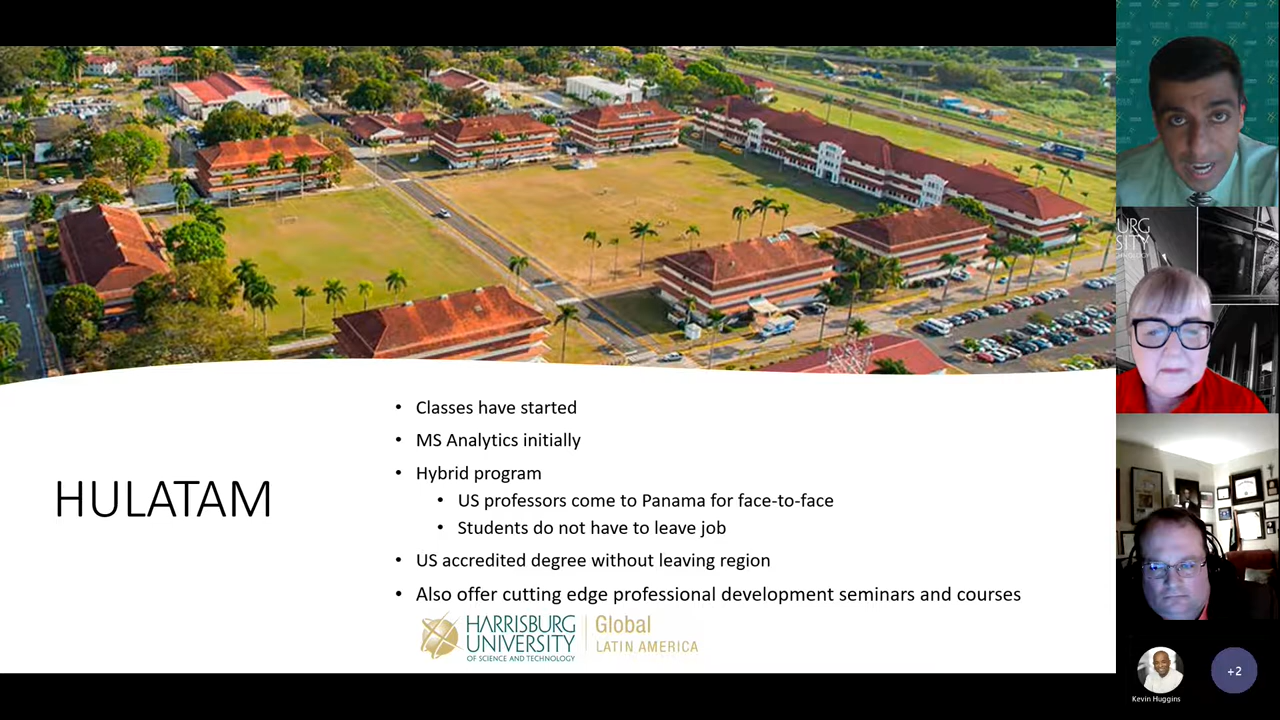 HULATAM
• Classes have started
• MS Analytics initially
• Hybrid program
• US professors come to Panama for face-to-face
• Students do not have to leave job
• US accredited degree without leaving region
• Also offer cutting edge professional development seminars and courses
HARRISBURG
UNIVERSITY
OF SCIENCE AND TECHNOLOGY
Global
LATIN AMERICA
URG
SITY
Kevin Huggins
+2